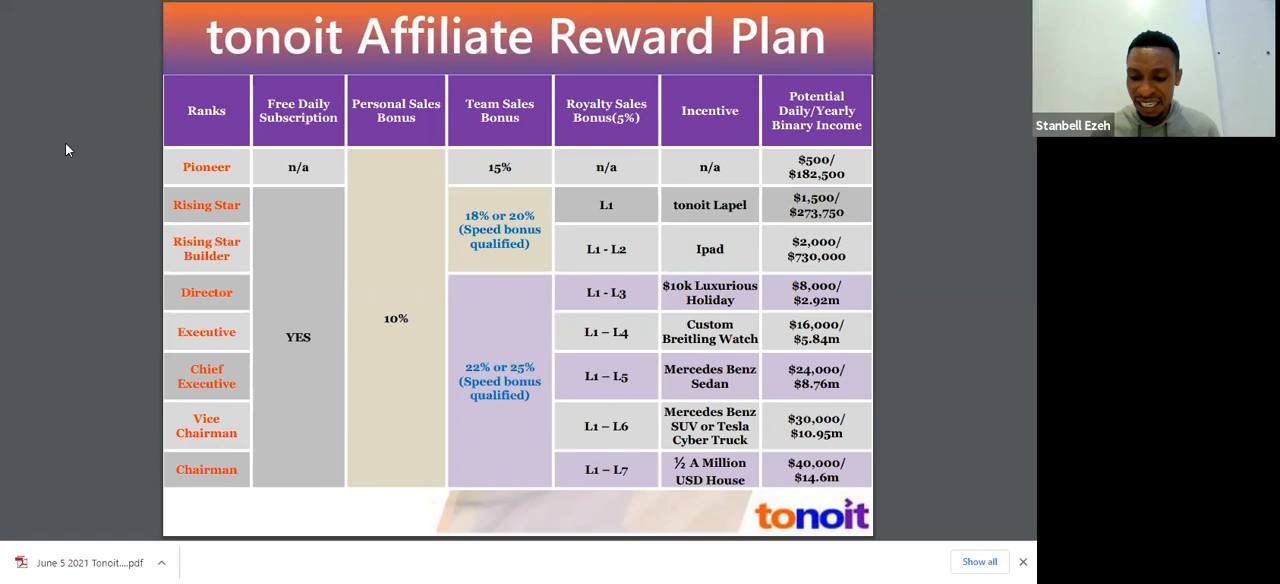 tonoit Affiliate Reward Plan
Stanbell Ezeh
Ranks
Free Daily
Subscription
Personal Sales
Bonus
Team Sales
Bonus
Royalty Sales
Bonus(5%)
Incentive
Potential
Daily/Yearly
Binary Income
Pioneer
n/a
15%
n/a
n/a
$500/
$182,500
Rising Star
L1
tonoit Lapel
$1,500/
$273,750
18% or 20%
(Speed bonus
qualified)
Rising Star
Builder
L1 - L2
Ipad
$2,000/
$730,000
Director
L1 - L3
$10k Luxurious
Holiday
$8,000/
$2.92m
Executive
YES
10%
L1 – L4
Custom
Breitling Watch
$16,000/
$5.84m
Chief
Executive
22% or 25%
(Speed bonus
qualified)
L1 – L5
Mercedes Benz
Sedan
$24,000/
$8.76m
Vice
Chairman
L1 – L6
Mercedes Benz
SUV or Tesla
Cyber Truck
$30,000/
$10.95m
Chairman
L1 – L7
½ A Million
USD House
$40,000/
$14.6m
tonoit
June 5 2021 Tonoit....pdf
Show all